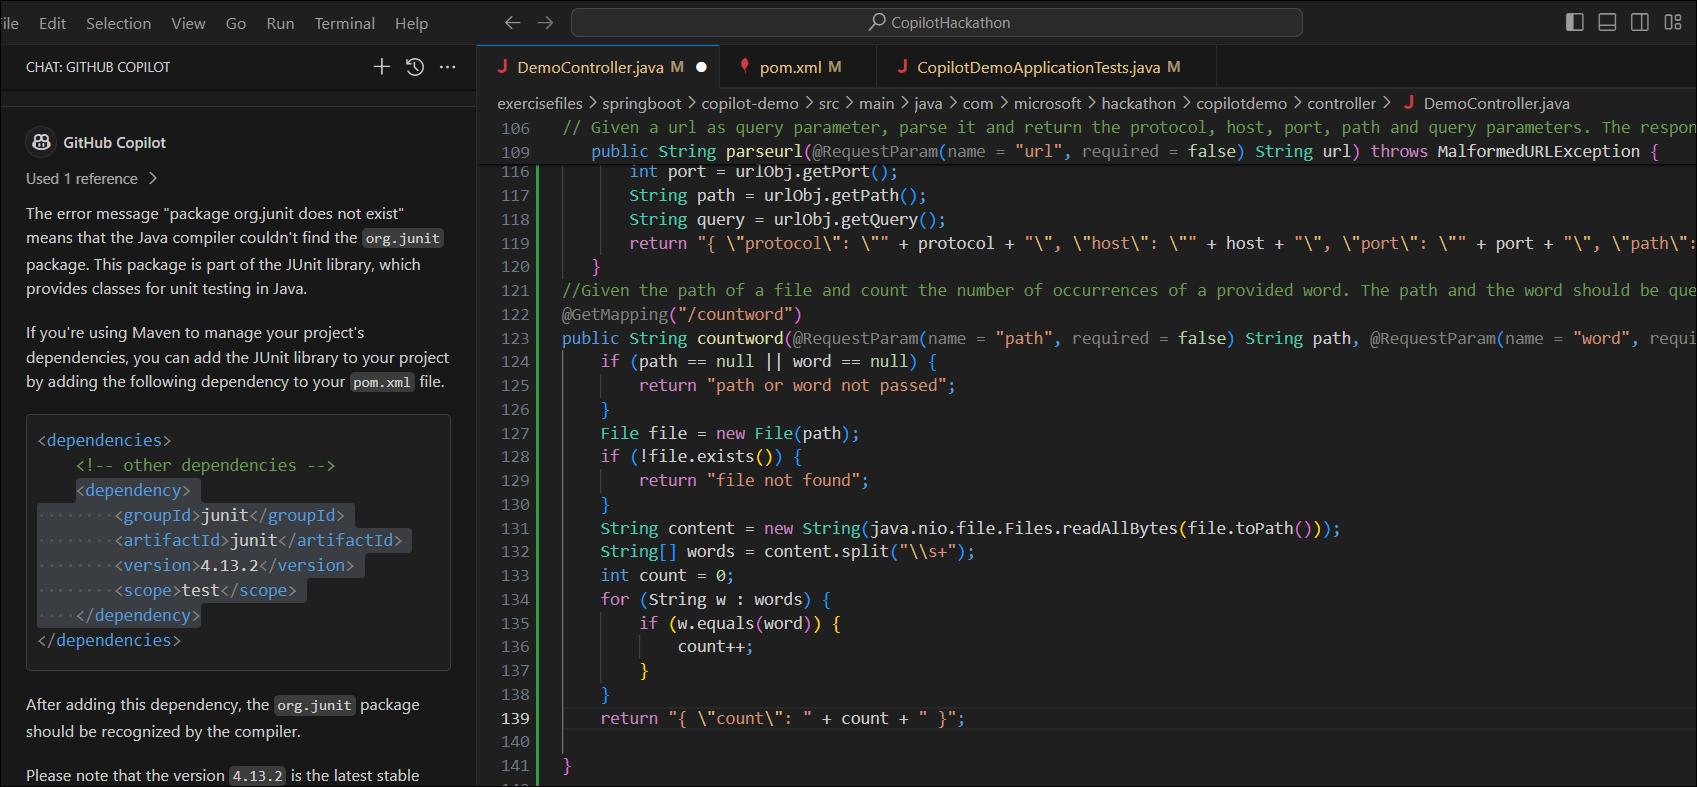 ile Edit Selection View Go Run Terminal Help
CopilotHackathon
CHAT: GITHUB COPILOT
GitHub Copilot
Used 1 reference
The error message "package org.junit does not exist"
means that the Java compiler couldn't find the org.junit
package. This package is part of the JUnit library, which
provides classes for unit testing in Java.
If you're using Maven to manage your project's
dependencies, you can add the JUnit library to your project
by adding the following dependency to your pom.xml file.
<dependencies>
    <!-- other dependencies -->
    <dependency>
        <groupId>junit</groupId>
        <artifactId>junit</artifactId>
        <version>4.13.2</version>
        <scope>test</scope>
    </dependency>
</dependencies>
After adding this dependency, the org.junit package
should be recognized by the compiler.
Please note that the version 4.13.2 is the latest stable
DemoController.java M
pom.xml M
CopilotDemoApplicationTests.java M
exercisefiles > springboot > copilot-demo > src > main > java > com > microsoft > hackathon > copilotdemo > controller > DemoController.java
106 // Given a url as query parameter, parse it and return the protocol, host, port, path and query parameters. The respon
109 public String parseurl(@RequestParam(name = "url", required = false) String url) throws MalformedURLException {
116 int port = urlObj.getPort();
117 String path = urlObj.getPath();
118 String query = urlObj.getQuery();
119 return "{ \"protocol\": \"" + protocol + "\", \"host\": \"" + host + "\", \"port\": \"" + port + "\", \"path\":
120 }
121 //Given the path of a file and count the number of occurrences of a provided word. The path and the word should be que
122 @GetMapping("/countword")
123 public String countword(@RequestParam(name = "path", required = false) String path, @RequestParam(name = "word", requi
124 if (path == null || word == null) {
125 return "path or word not passed";
126 }
127 File file = new File(path);
128 if (!file.exists()) {
129 return "file not found";
130 }
131 String content = new String(java.nio.file.Files.readAllBytes(file.toPath()));
132 String[] words = content.split("\\s+");
133 int count = 0;
134 for (String w : words) {
135 if (w.equals(word)) {
136 count++;
137 }
138 }
139 return "{ \"count\": " + count + " }";
140
141 }